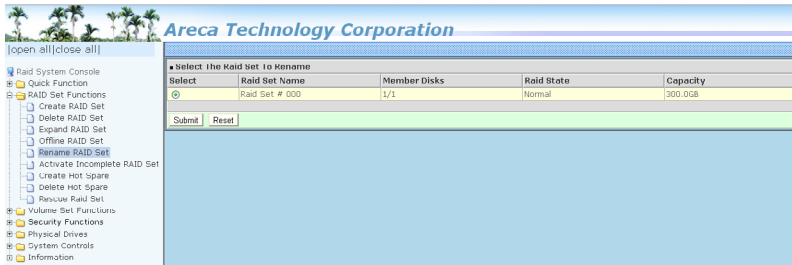 Areca Technology Corporation
|open all|close all|
Raid System Console
Quick Function
RAID Set Functions
Create RAID Set
Delete RAID Set
Expand RAID Set
Offline RAID Set
Rename RAID Set
Activate Incomplete RAID Set
Create Hot Spare
Delete Hot Spare
Rescue Raid Set
Volume Set Functions
Security Functions
Physical Drives
System Controls
Information
Select The Raid Set To Rename
Select Raid Set Name Member Disks Raid State Capacity
Raid Set # 000 1/1 Normal 300.0GB
Submit Reset